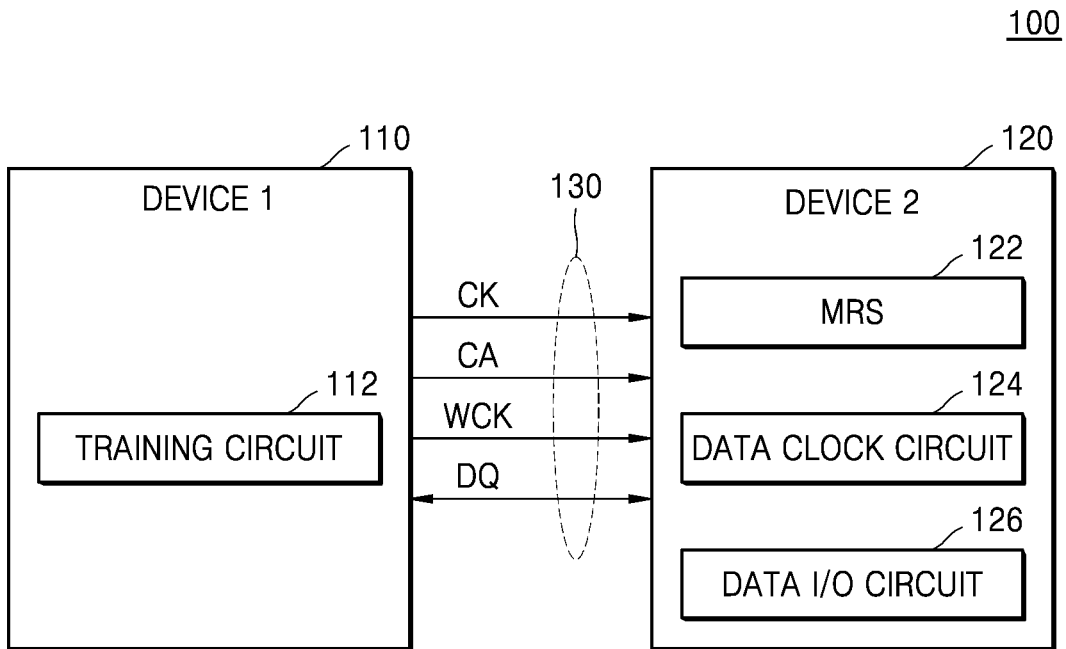 100
110
120
DEVICE 1
130
DEVICE 2
122
CK
MRS
CA
112
124
WCK
TRAINING CIRCUIT
DATA CLOCK CIRCUIT
DQ
126
DATA I/O CIRCUIT